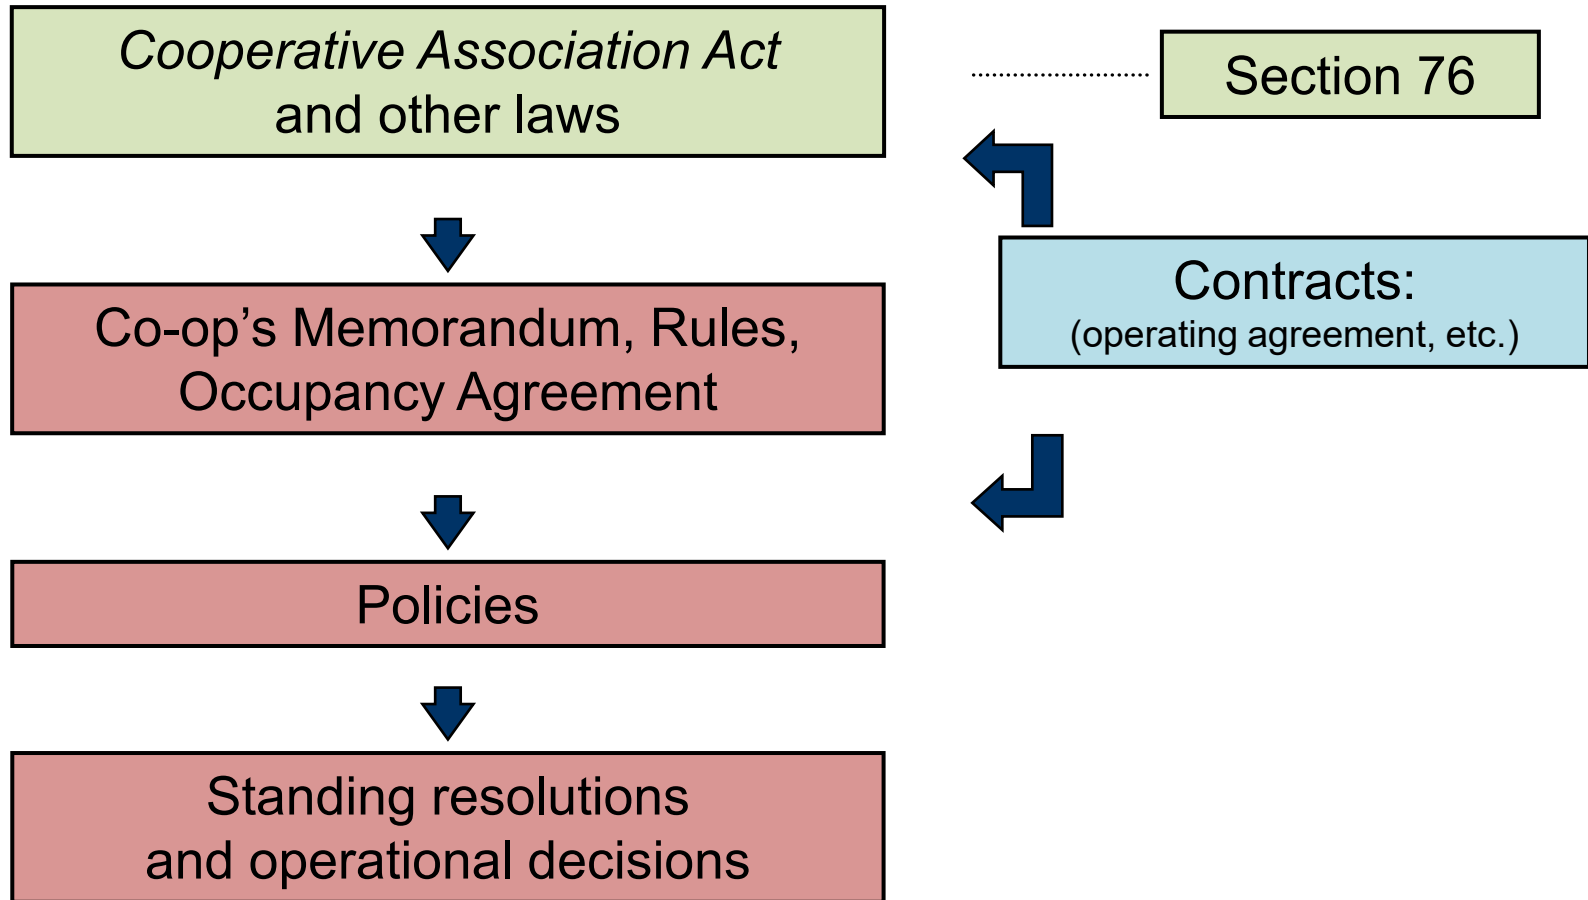 Cooperative Association Act
and other laws
Section 76
Contracts:
(operating agreement, etc.)
Co-op’s Memorandum, Rules,
Occupancy Agreement
Policies
Standing resolutions
and operational decisions